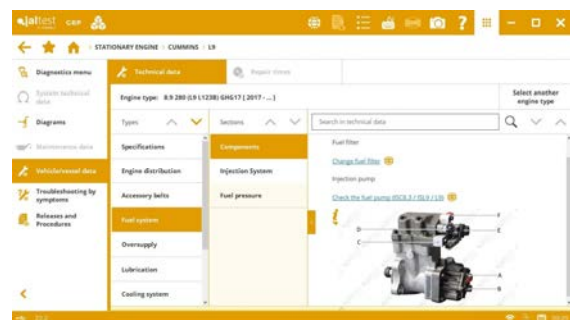 jaltest GRP
STATIONARY ENGINE CUMMINS L9
Diagnostics menu
Technical data
Repair times
System technical data
Engine type: 8.9 280 (L9 L123B) GHG17 [ 2017 - ... ]
Select another engine type
Diagrams
Types
Sections
Search in technical data
Maintenance data
Specifications
Components
Fuel filter
Change fuel filter
Vehicle/vessel data
Engine distribution
Injection System
Injection pump
Troubleshooting by symptoms
Accessory belts
Fuel pressure
Check the fuel pump (ISC8.3 / ISL9 / L9)
Releases and Procedures
Fuel system
Oversupply
Lubrication
Cooling system
F
D
E
C
A
B